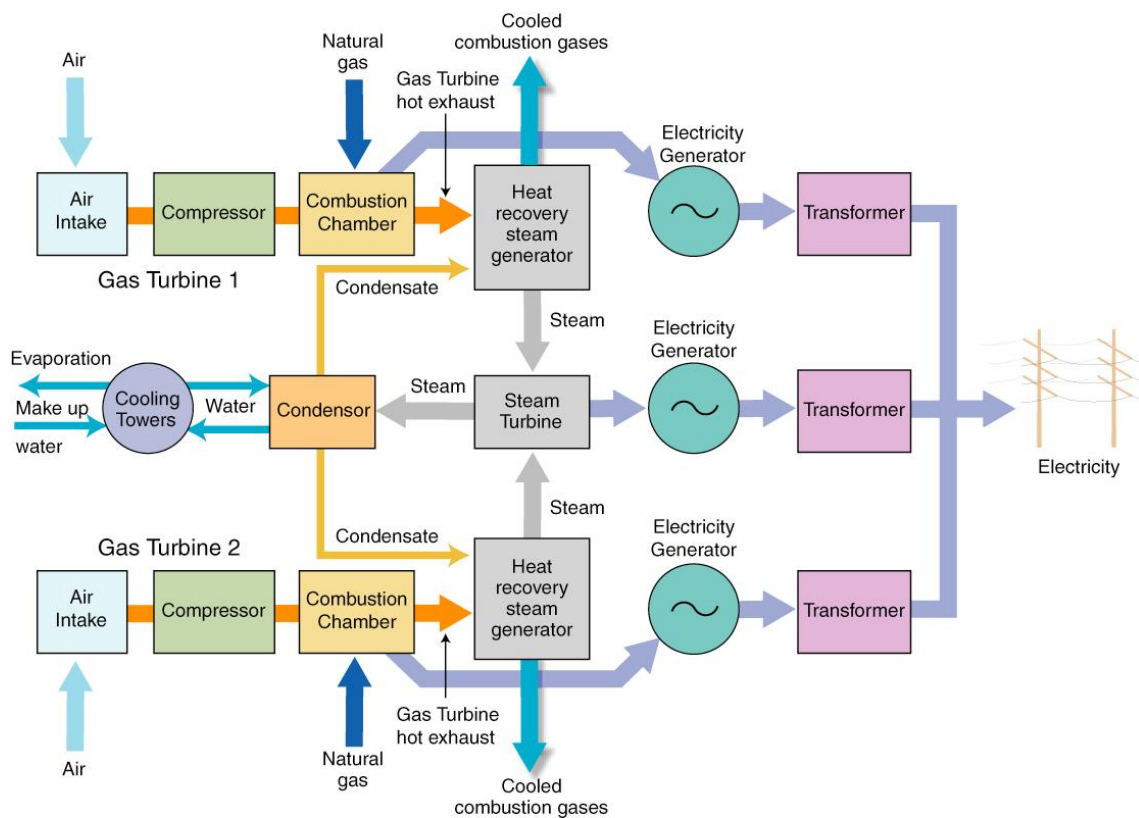 Cooled
combustion gases
Natural
gas
Air
Gas Turbine
hot exhaust
Electricity
Generator
Air
Intake
Compressor
Combustion
Chamber
Heat
recovery
steam
generator
Transformer
Gas Turbine 1
Condensate
Steam
Electricity
Generator
Evaporation
Make up
water
Cooling
Towers
Water
Condensor
Steam
Steam
Turbine
Transformer
Electricity
Steam
Gas Turbine 2
Condensate
Electricity
Generator
Air
Intake
Compressor
Combustion
Chamber
Heat
recovery
steam
generator
Transformer
Gas Turbine
hot exhaust
Air
Natural
gas
Cooled
combustion gases